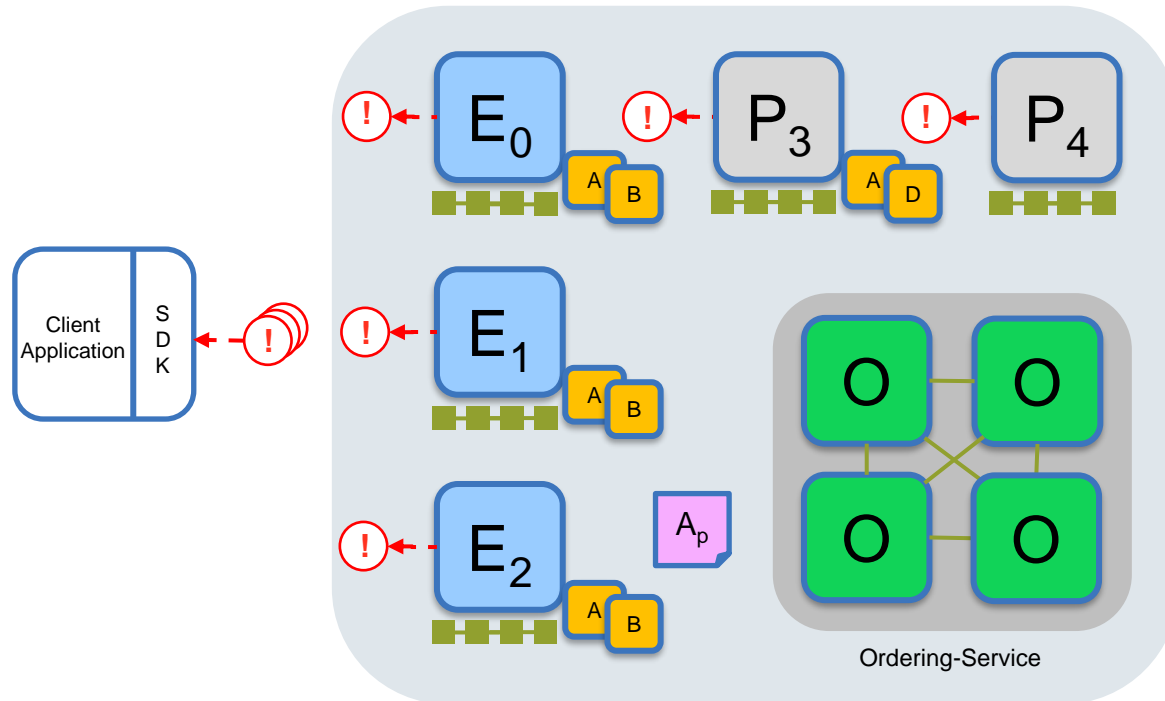 !
E0
A
B
!
P3
A
D
!
P4
Client
Application
S
D
K
!
!
E1
A
B
O
O
O
O
!
E2
A
B
Ap
Ordering-Service